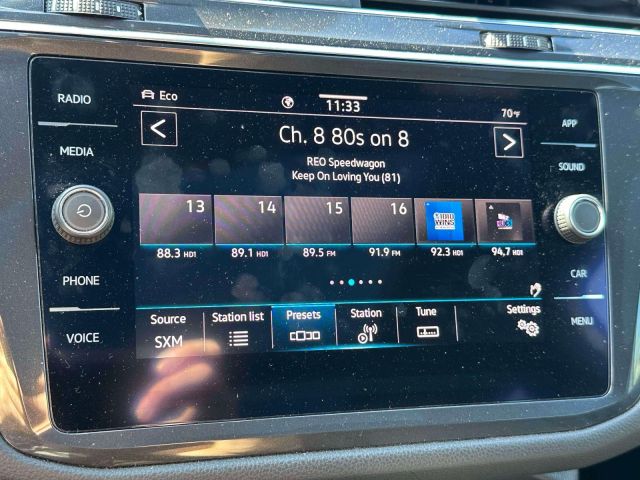 RADIO
MEDIA
PHONE
VOICE
Eco
11:33
70°F
Ch. 8 80s on 8
REO Speedwagon
Keep On Loving You (81)
13 14 15 16
1010 WINS
88.3 HD1 89.1 HD1 89.5 FM 91.9 FM 92.3 HD1 94,7 HD1
Source Station list Presets Station Tune Settings
SXM
APP
SOUND
CAR
MENU